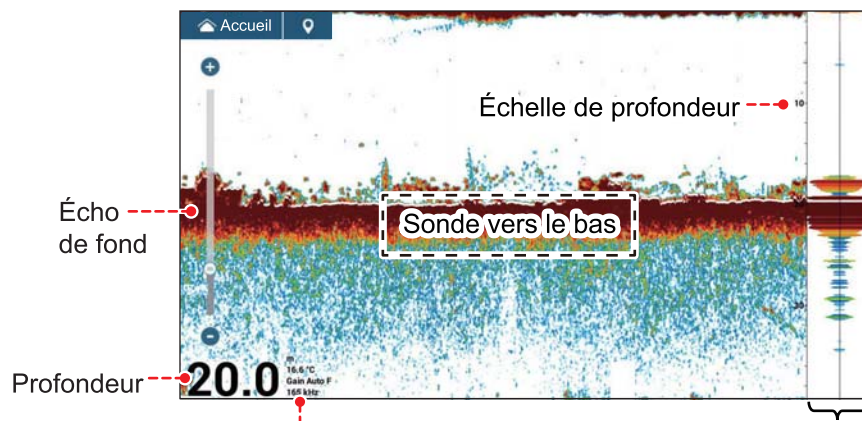 Accueil
Échelle de profondeur
10
Écho
de fond
Sonde vers le bas
Profondeur
20.0
m
16.6 °C
Gain Auto F
165 kHz